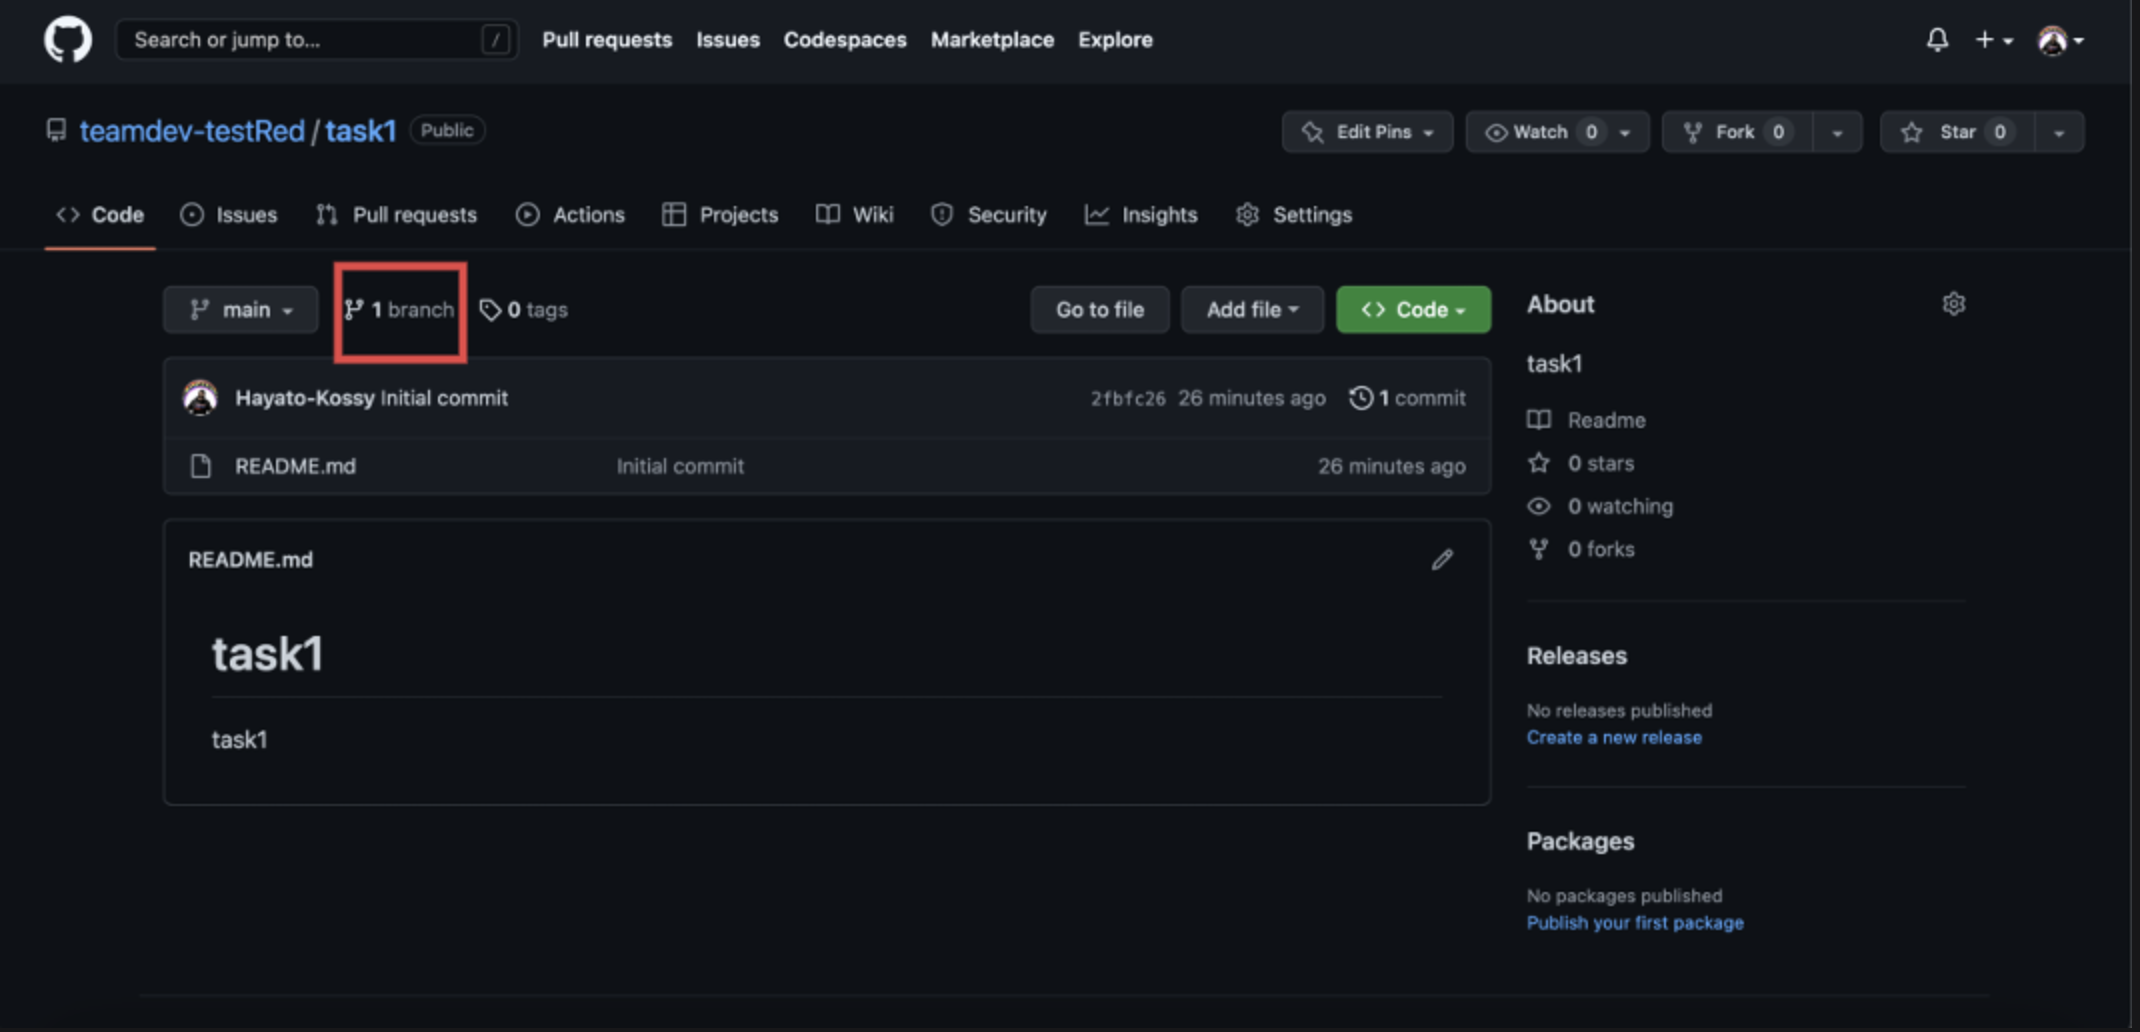 Search or jump to... /
Pull requests Issues Codespaces Marketplace Explore
teamdev-testRed / task1 Public
Edit Pins Watch 0 Fork 0 Star 0
Code Issues Pull requests Actions Projects Wiki Security Insights Settings
main 1 branch 0 tags
Go to file Add file Code
Hayato-Kossy Initial commit 2fbfc26 26 minutes ago 1 commit
README.md Initial commit 26 minutes ago
README.md
task1
task1
About
task1
Readme
0 stars
0 watching
0 forks
Releases
No releases published
Create a new release
Packages
No packages published
Publish your first package